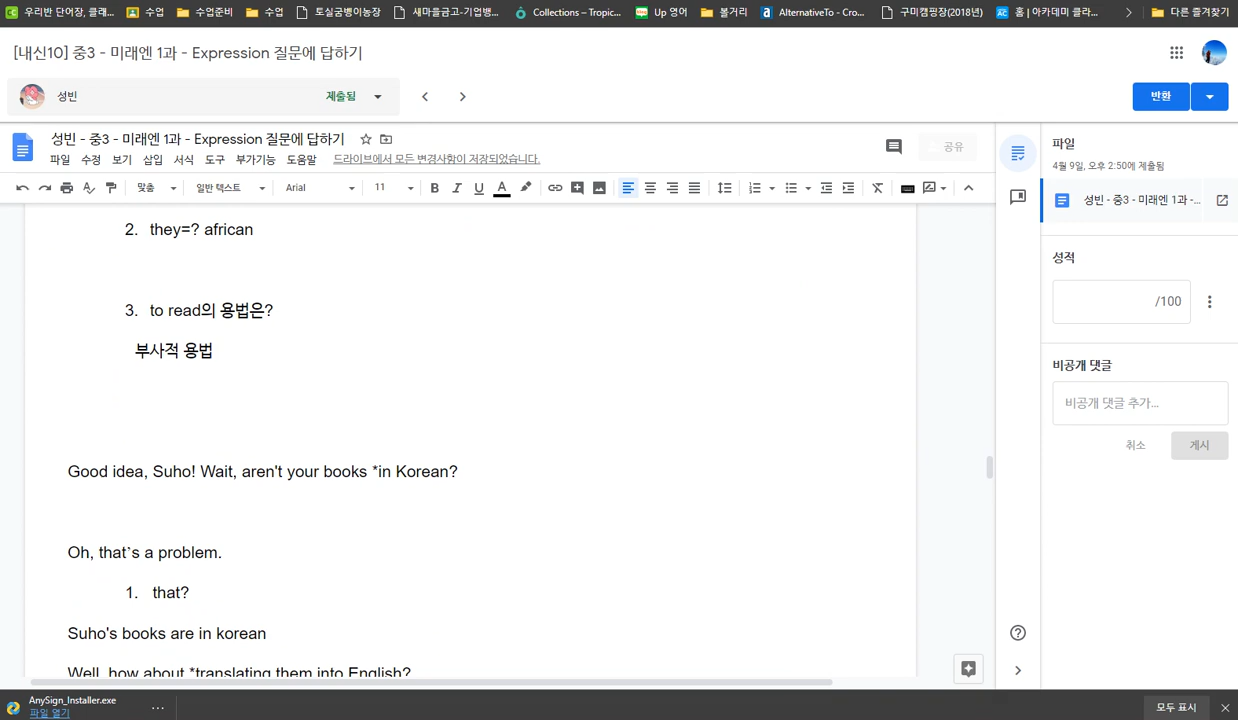 우리반 단어장, 클래... 수업 수업준비 수업 토실굼벵이농장 새마을금고-기업뱅... Collections – Tropic... Up 영어 볼거리 AlternativeTo - Cro... 구미캠핑장(2018년) 홈 | 아카데미 클라... 다른 즐겨찾기
[내신10] 중3 - 미래엔 1과 - Expression 질문에 답하기
성빈 제출됨
반환
성빈 - 중3 - 미래엔 1과 - Expression 질문에 답하기
파일 수정 보기 삽입 서식 도구 부가기능 도움말 드라이브에서 모든 변경사항이 저장되었습니다.
공유
맞춤 일반 텍스트 Arial 11 B I U A
2. they=? african
3. to read의 용법은?
부사적 용법
Good idea, Suho! Wait, aren't your books *in Korean?
Oh, that's a problem.
1. that?
Suho's books are in korean
Well, how about *translating them into English?
파일
4월 9일, 오후 2:50에 제출됨
성빈 - 중3 - 미래엔 1과 -...
성적
/100
비공개 댓글
비공개 댓글 추가...
취소 게시
AnySign_Installer.exe
파일 열기
모두 표시